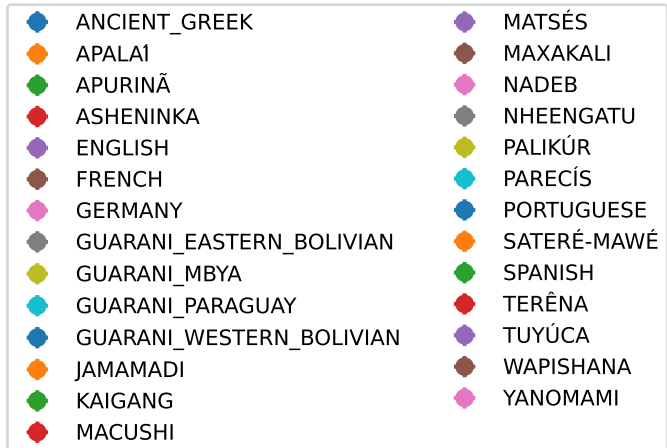 ANCIENT_GREEK
APALAÍ
APURINÃ
ASHENINKA
ENGLISH
FRENCH
GERMANY
GUARANI_EASTERN_BOLIVIAN
GUARANI_MBYA
GUARANI_PARAGUAY
GUARANI_WESTERN_BOLIVIAN
JAMAMADI
KAIGANG
MACUSHI
MATSÉS
MAXAKALI
NADEB
NHEENGATU
PALIKÚR
PARECÍS
PORTUGUESE
SATERÉ-MAWÉ
SPANISH
TERÊNA
TUYÚCA
WAPISHANA
YANOMAMI